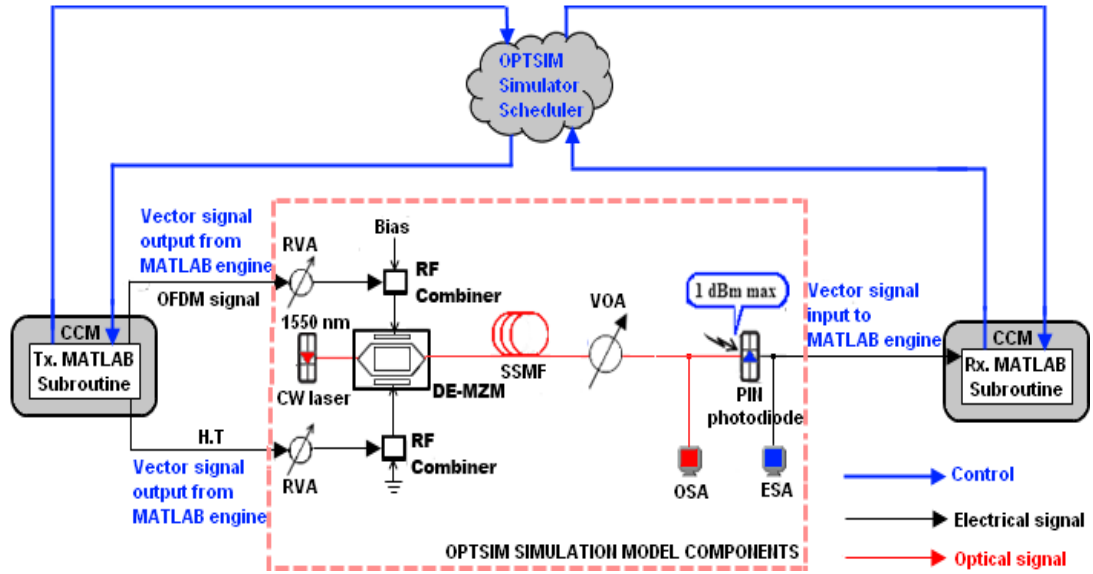 OPTSIM
Simulator
Scheduler
Vector signal
output from
MATLAB engine
OFDM signal
RVA
Bias
RF
Combiner
1550 nm
CW laser
DE-MZM
SSMF
VOA
1 dBm max
PIN
photodiode
Vector signal
input to
MATLAB engine
CCM
Tx. MATLAB
Subroutine
CCM
Rx. MATLAB
Subroutine
H.T
Vector signal
output from
MATLAB engine
RVA
RF
Combiner
OSA
ESA
Control
Electrical signal
Optical signal
OPTSIM SIMULATION MODEL COMPONENTS